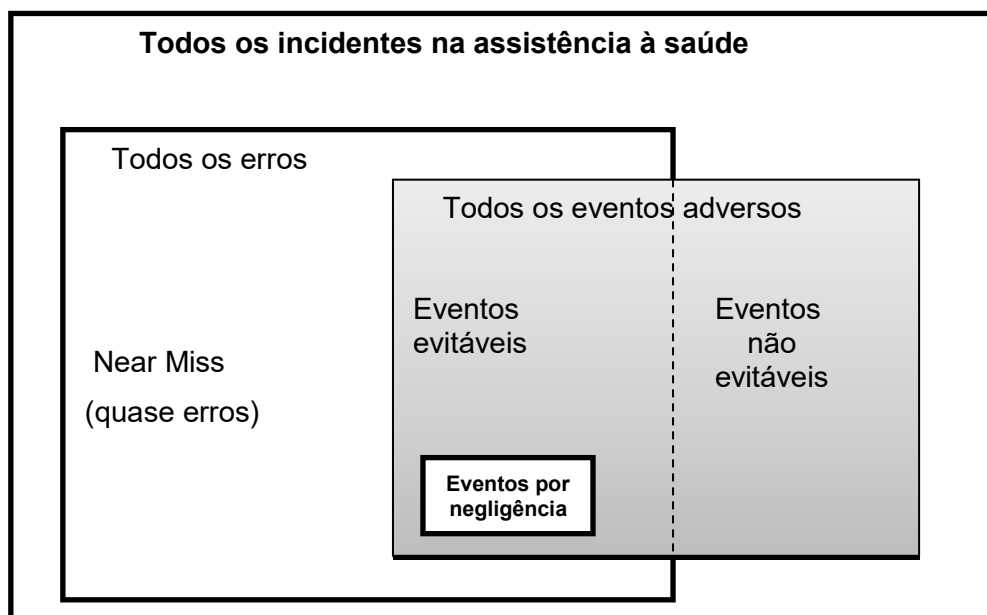 Todos os incidentes na assistência à saúde
Todos os erros
Todos os eventos adversos
Eventos
evitáveis
Eventos
não
evitáveis
Near Miss
(quase erros)
Eventos por
negligência